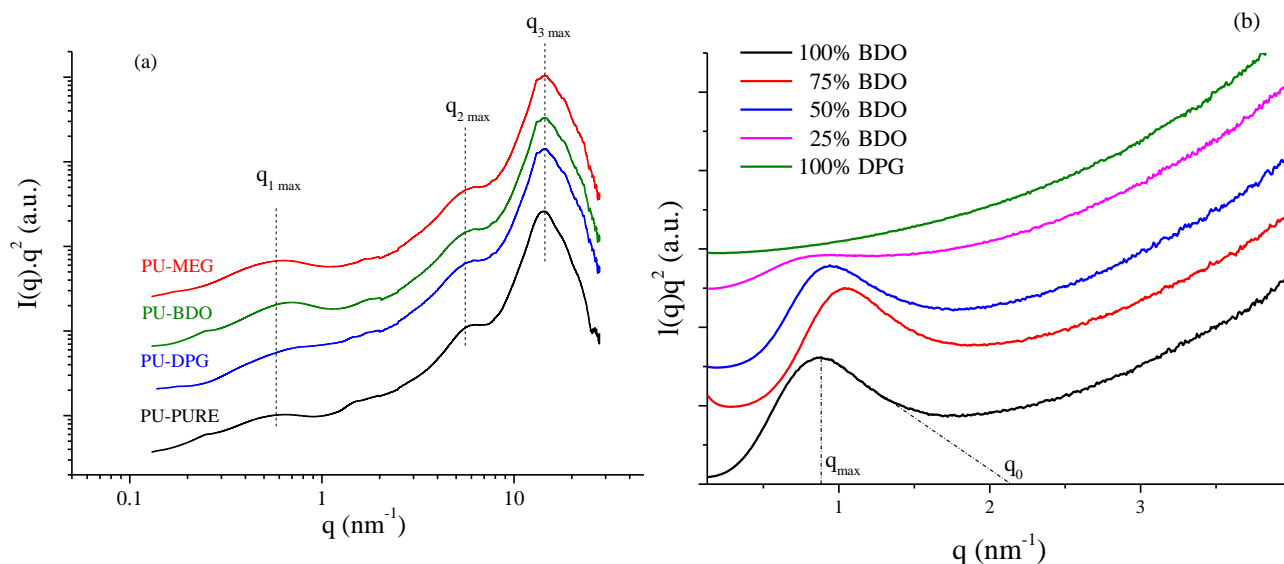 (a)
q1 max
q2 max
q3 max
I(q).q² (a.u.)
PU-MEG
PU-BDO
PU-DPG
PU-PURE
0.1
1
10
q (nm⁻¹)
(b)
100% BDO
75% BDO
50% BDO
25% BDO
100% DPG
I(q)q² (a.u.)
qmax
q0
1
2
3
q (nm⁻¹)